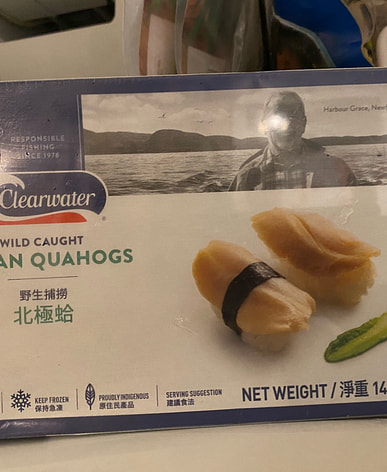 Harbour Grace, New
RESPONSIBLE
FISHING
SINCE 1978
Clearwater
WILD CAUGHT
AN QUAHOGS
野生捕撈
北極蛤
KEEP FROZEN
保持急凍
PROUDLY INDIGENOUS
原住民產品
SERVING SUGGESTION
建議食法
NET WEIGHT / 淨重 14